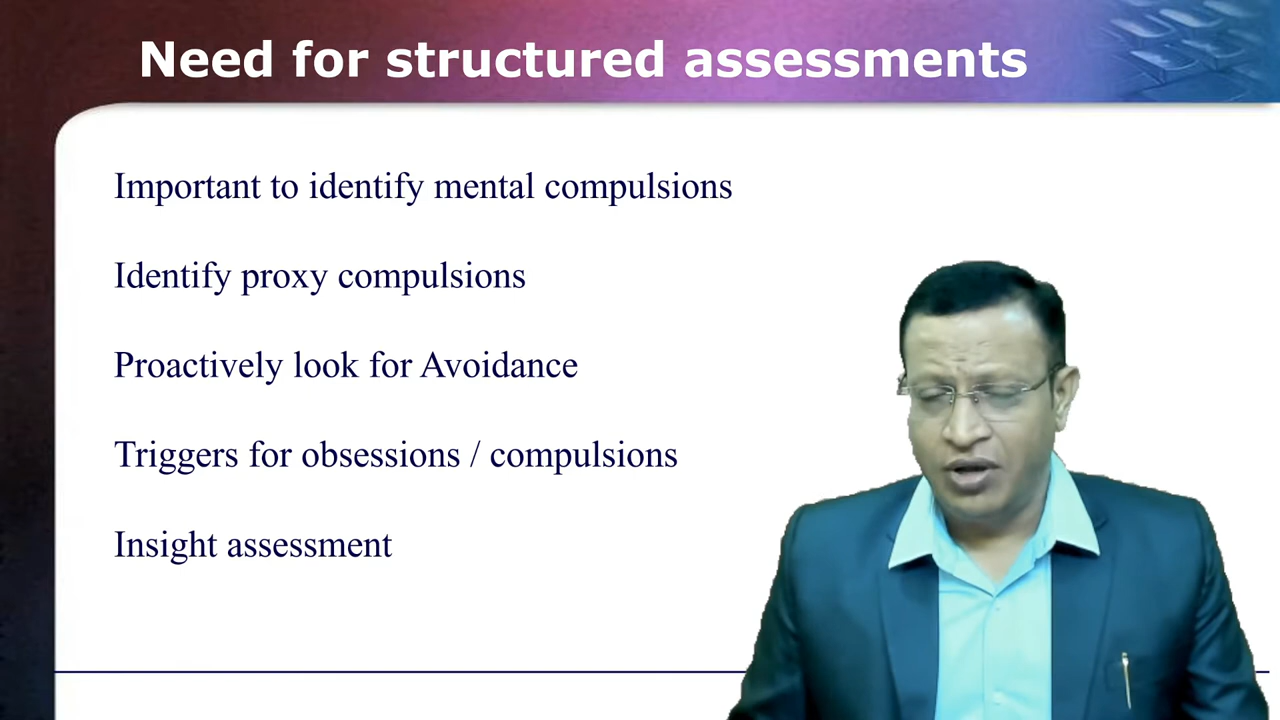 Need for structured assessments
Important to identify mental compulsions
Identify proxy compulsions
Proactively look for Avoidance
Triggers for obsessions / compulsions
Insight assessment